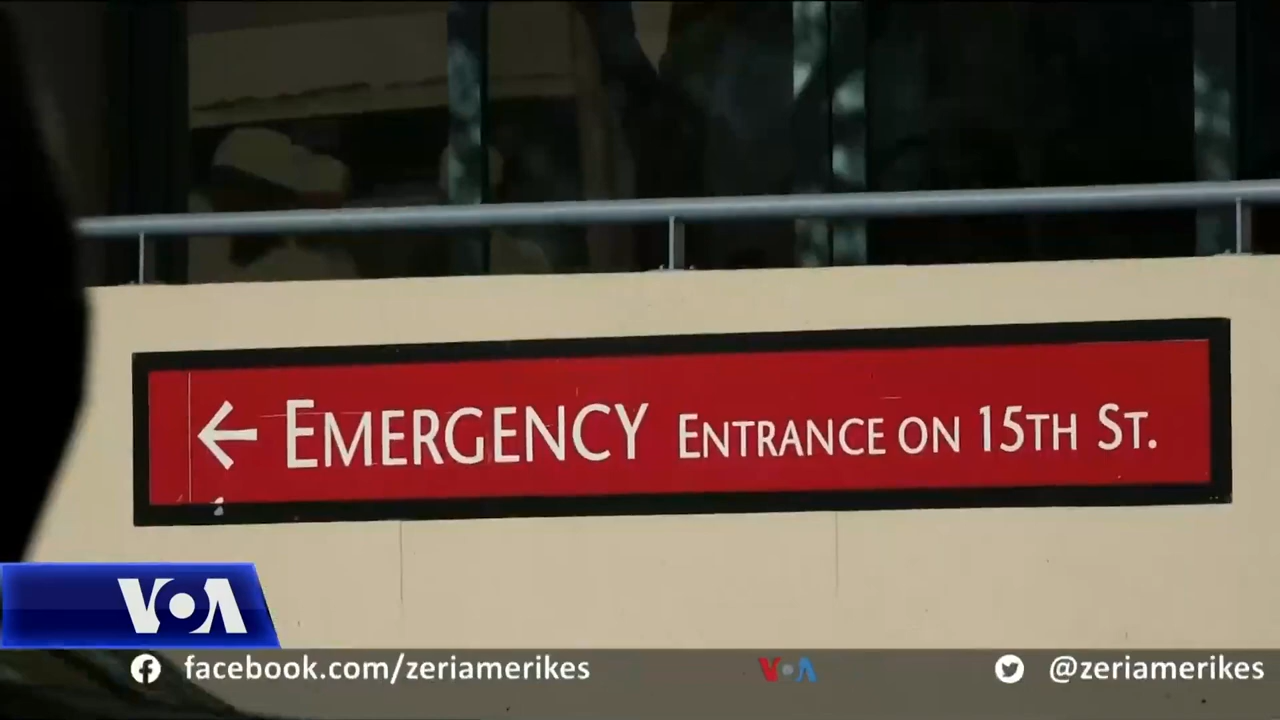 ← EMERGENCY ENTRANCE ON 15TH ST.
VOA
facebook.com/zeriamerikes VOA @zeriamerikes